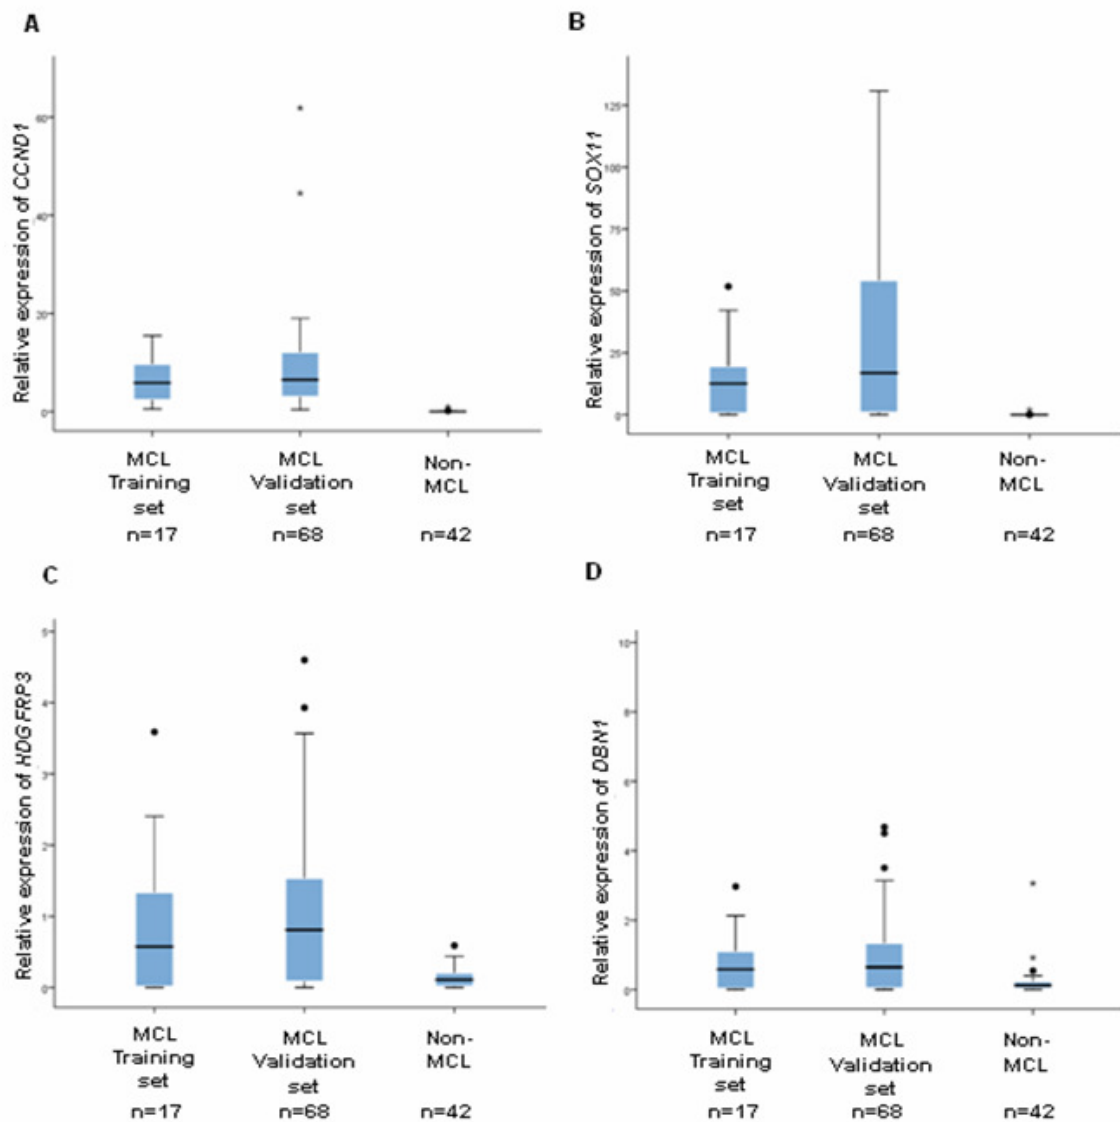 A
Relative expression of CCND1
60
40
20
0
MCL Training set n=17
MCL Validation set n=68
Non-MCL n=42
B
Relative expression of SOX11
125
100
75
50
25
0
MCL Training set n=17
MCL Validation set n=68
Non-MCL n=42
C
Relative expression of HDGFRP3
5
4
3
2
1
0
MCL Training set n=17
MCL Validation set n=68
Non-MCL n=42
D
Relative expression of DBN1
10
8
6
4
2
0
MCL Training set n=17
MCL Validation set n=68
Non-MCL n=42